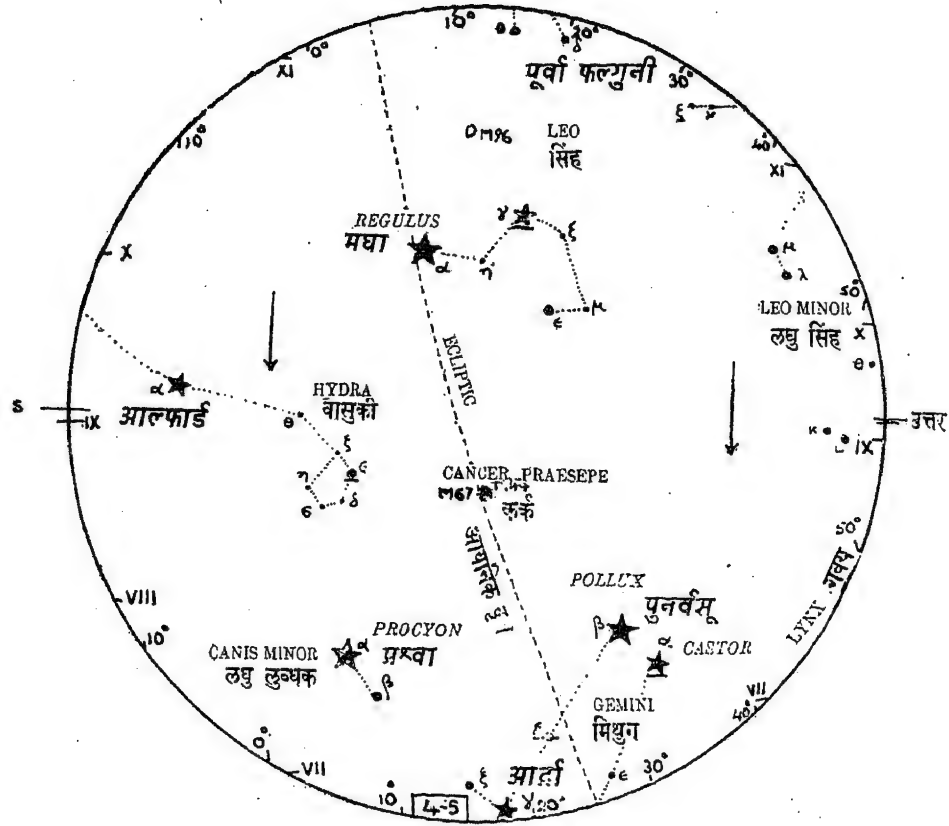 10° 20°
0°
XI
δ
पूर्वा फल्गुनी
30°
10°
ξ ν
M96 LEO
सिंह
40°
XI
REGULUS
मघा
γ
ξ
α
η
X
μ
λ
ε μ
50°
LEO MINOR
लघु सिंह
X
ECLIPTIC
θ
α
HYDRA
वासुकी
आल्फार्ड
S
IX
θ
ξ
ε
η
σ δ
κ
ι
IX
उत्तर
CANCER PRAESEPE
M67
कर्क
50°
LYNX गवय
VIII
10°
POLLUX
पुनर्वसू
β
α
CASTOR
PROCYON
प्रश्वा
α
CANIS MINOR
लघु लुब्धक
β
GEMINI
मिथुन
VII
40°
0°
VII
आर्द्रा
ξ
ε
30°
10
4-5
γ 20°